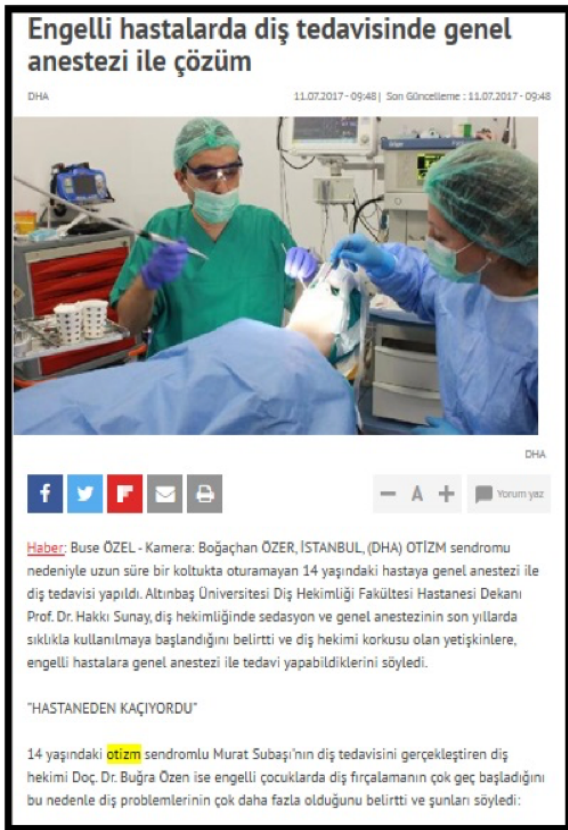 Engelli hastalarda diş tedavisinde genel
anestezi ile çözüm
DHA
11.07.2017 - 09:48 | Son Güncelleme : 11.07.2017 - 09:48
DHA
A
Yorum yaz
Haber: Buse ÖZEL - Kamera: Boğaçhan ÖZER, İSTANBUL, (DHA) OTİZM sendromu
nedeniyle uzun süre bir koltukta oturamayan 14 yaşındaki hastaya genel anestezi ile
diş tedavisi yapıldı. Altınbaş Üniversitesi Diş Hekimliği Fakültesi Hastanesi Dekanı
Prof. Dr. Hakkı Sunay, diş hekimliğinde sedasyon ve genel anestezinin son yıllarda
sıklıkla kullanılmaya başlandığını belirtti ve diş hekimi korkusu olan yetişkinlere,
engelli hastalara genel anestezi ile tedavi yapabildiklerini söyledi.
"HASTANEDEN KAÇIYORDU"
14 yaşındaki otizm sendromlu Murat Subaşı'nın diş tedavisini gerçekleştiren diş
hekimi Doç. Dr. Buğra Özen ise engelli çocuklarda diş fırçalamanın çok geç başladığını
bu nedenle diş problemlerinin çok daha fazla olduğunu belirtti ve şunları söyledi: